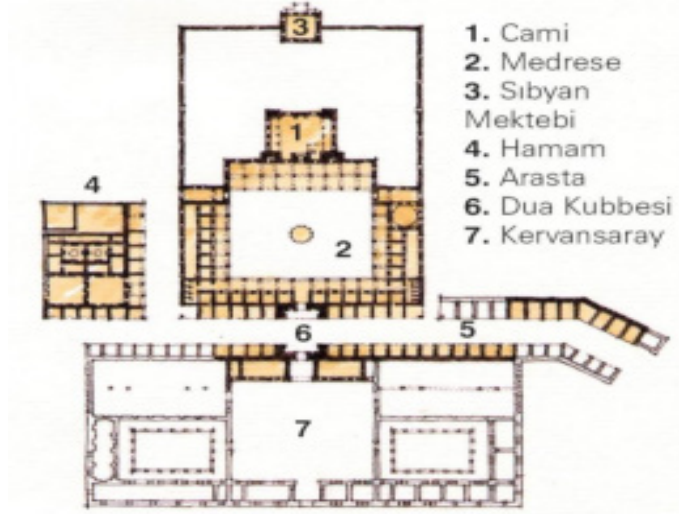 3
1
4
2
6
5
7
1. Cami
2. Medrese
3. Sıbyan
Mektebi
4. Hamam
5. Arasta
6. Dua Kubbesi
7. Kervansaray